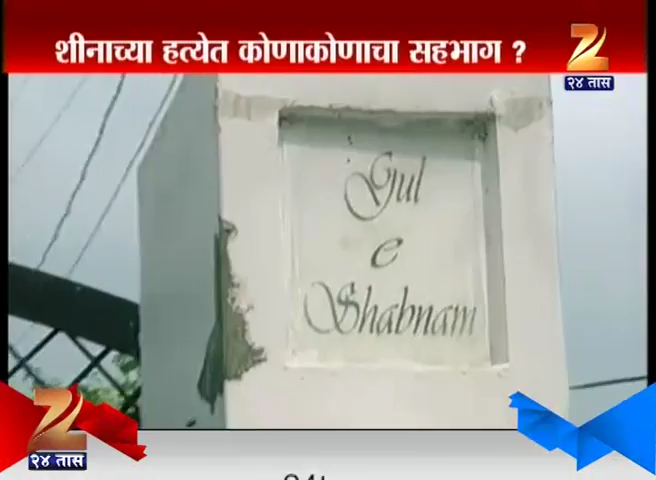 शीनाच्या हत्येत कोणाकोणाचा सहभाग ?
Z
२४ तास
Gul
e
Shabnam
Z
२४ तास